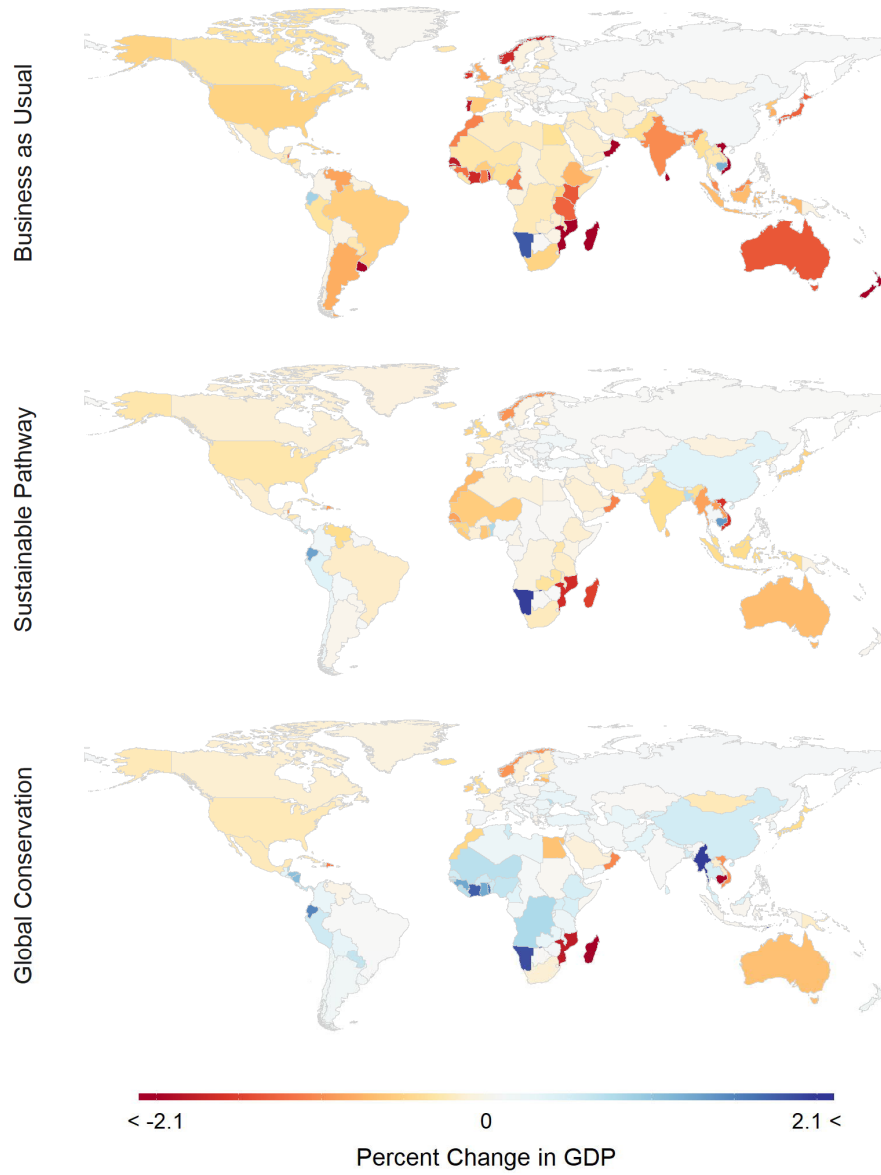 Business as Usual
Sustainable Pathway
Global Conservation
< -2.1 0 2.1 <
Percent Change in GDP